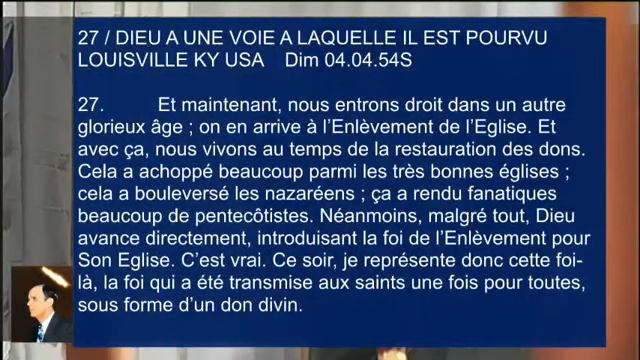 27 / DIEU A UNE VOIE A LAQUELLE IL EST POURVU
LOUISVILLE KY USA Dim 04.04.54S
27. Et maintenant, nous entrons droit dans un autre
glorieux âge ; on en arrive à l’Enlèvement de l’Eglise. Et
avec ça, nous vivons au temps de la restauration des dons.
Cela a achoppé beaucoup parmi les très bonnes églises ;
cela a bouleversé les nazaréens ; ça a rendu fanatiques
beaucoup de pentecôtistes. Néanmoins, malgré tout, Dieu
avance directement, introduisant la foi de l’Enlèvement pour
Son Eglise. C’est vrai. Ce soir, je représente donc cette foi-
là, la foi qui a été transmise aux saints une fois pour toutes,
sous forme d’un don divin.